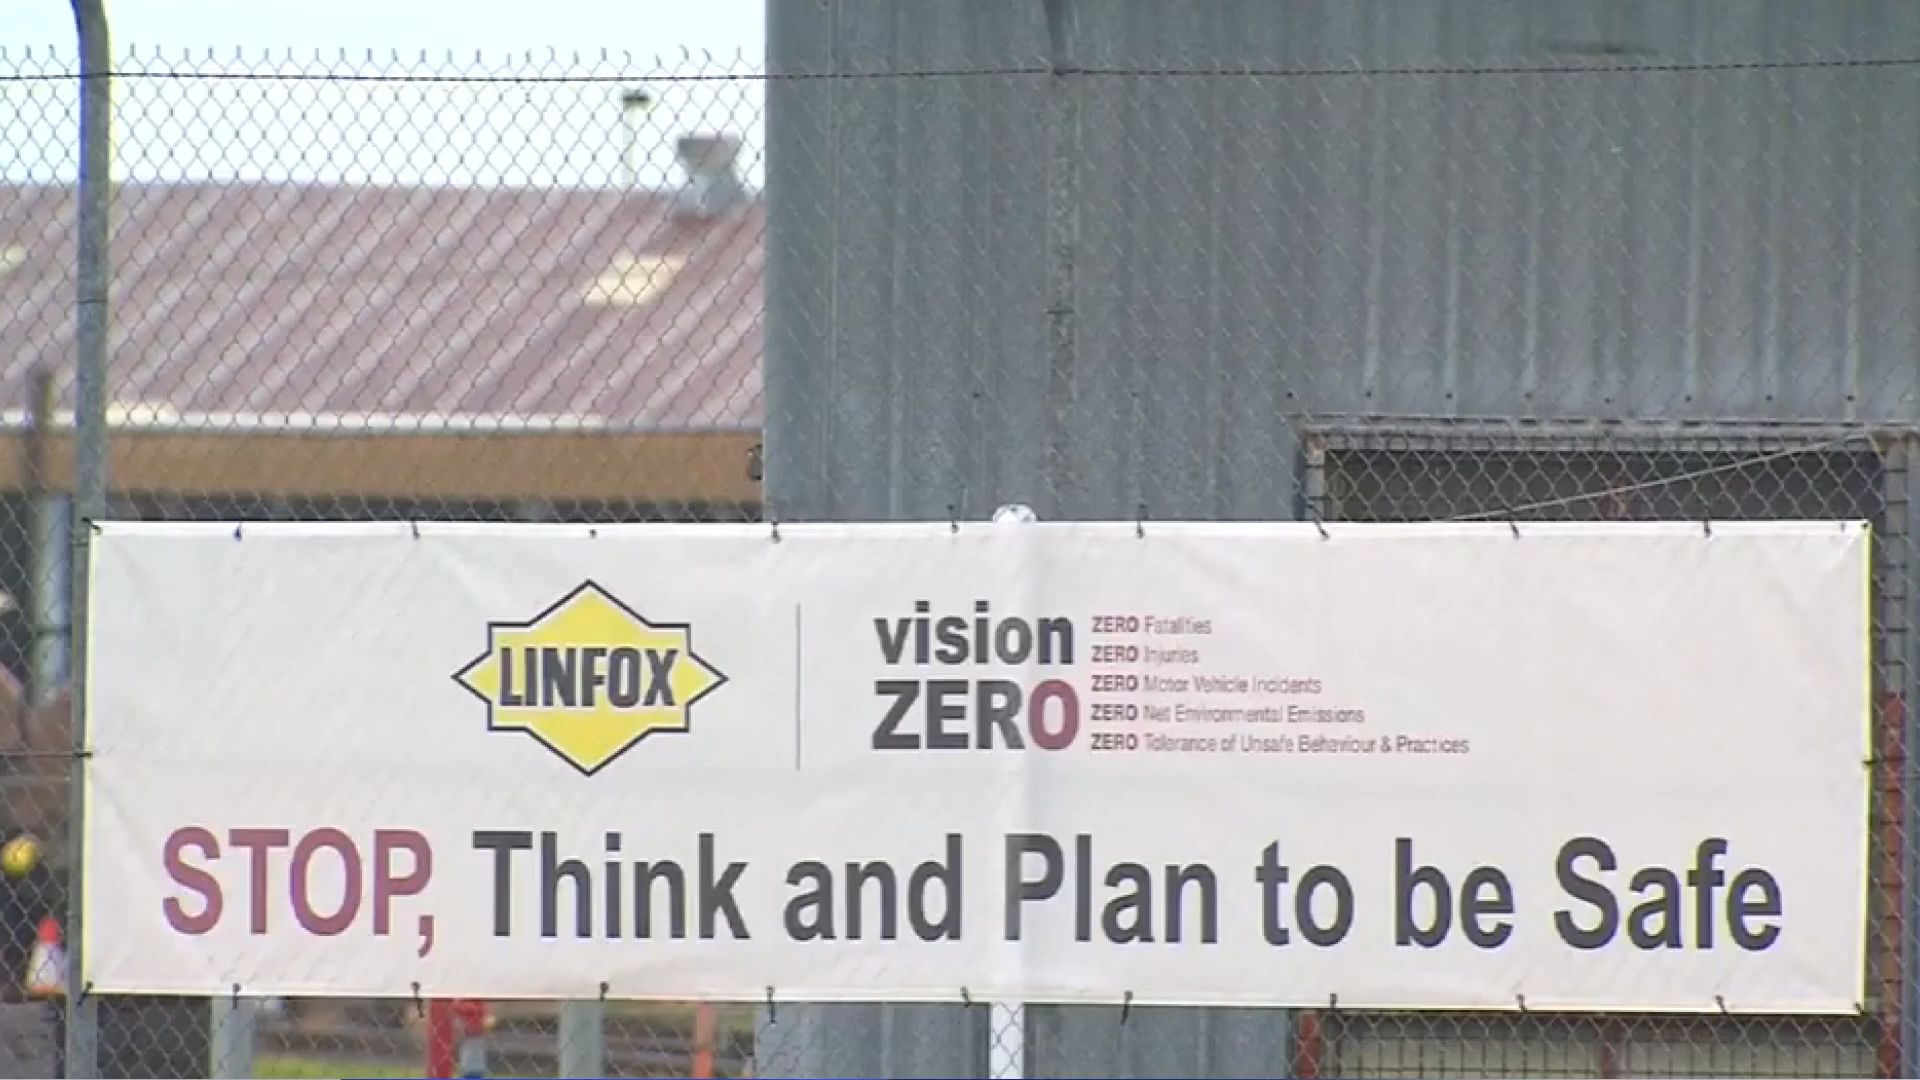 LINFOX
vision
ZERO
ZERO Fatalities
ZERO Injuries
ZERO Motor Vehicle Incidents
ZERO Net Environmental Emissions
ZERO Tolerance of Unsafe Behaviour & Practices
STOP, Think and Plan to be Safe